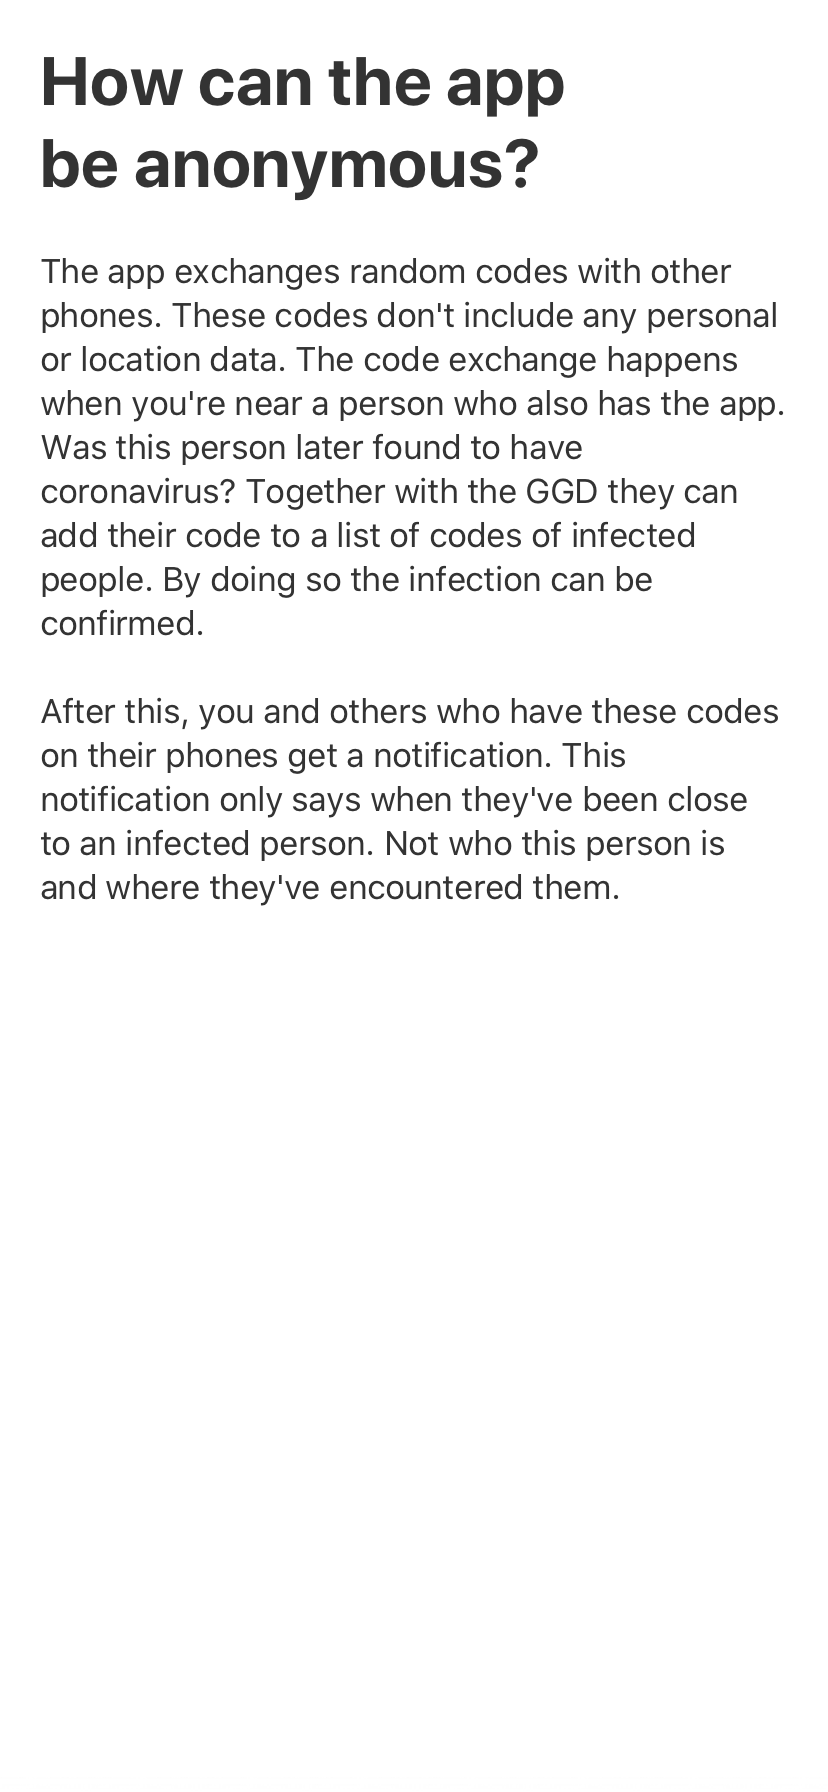 How can the app
be anonymous?
The app exchanges random codes with other
phones. These codes don't include any personal
or location data. The code exchange happens
when you're near a person who also has the app.
Was this person later found to have
coronavirus? Together with the GGD they can
add their code to a list of codes of infected
people. By doing so the infection can be
confirmed.
After this, you and others who have these codes
on their phones get a notification. This
notification only says when they've been close
to an infected person. Not who this person is
and where they've encountered them.